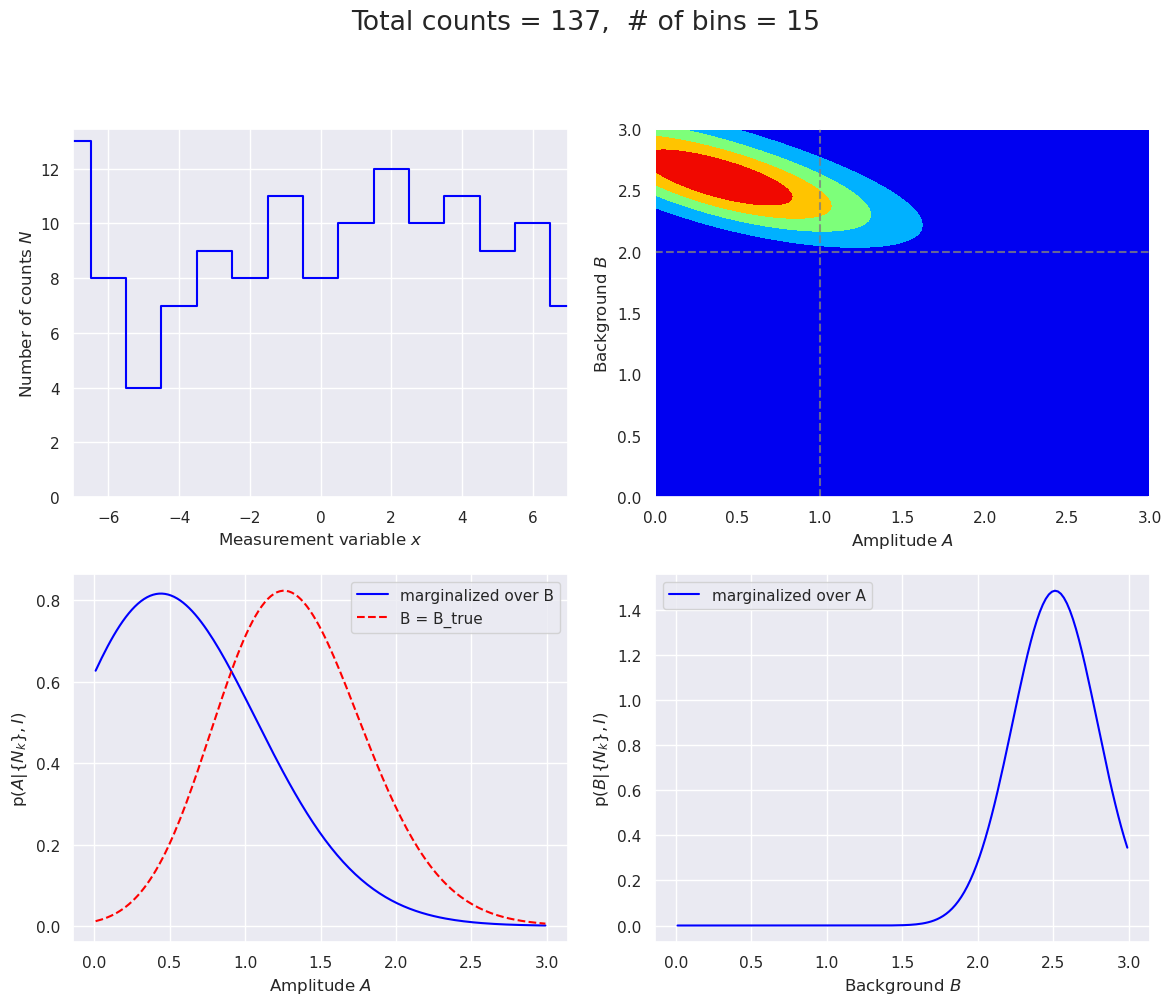 Total counts = 137,  # of bins = 15
Number of counts N
12
10
8
6
4
2
0
−6 −4 −2 0 2 4 6
Measurement variable x
Background B
3.0
2.5
2.0
1.5
1.0
0.5
0.0
0.0 0.5 1.0 1.5 2.0 2.5 3.0
Amplitude A
p(A|{N_k}, I)
0.8
0.6
0.4
0.2
0.0
marginalized over B
B = B_true
0.0 0.5 1.0 1.5 2.0 2.5 3.0
Amplitude A
p(B|{N_k}, I)
1.4
1.2
1.0
0.8
0.6
0.4
0.2
0.0
marginalized over A
0.0 0.5 1.0 1.5 2.0 2.5 3.0
Background B